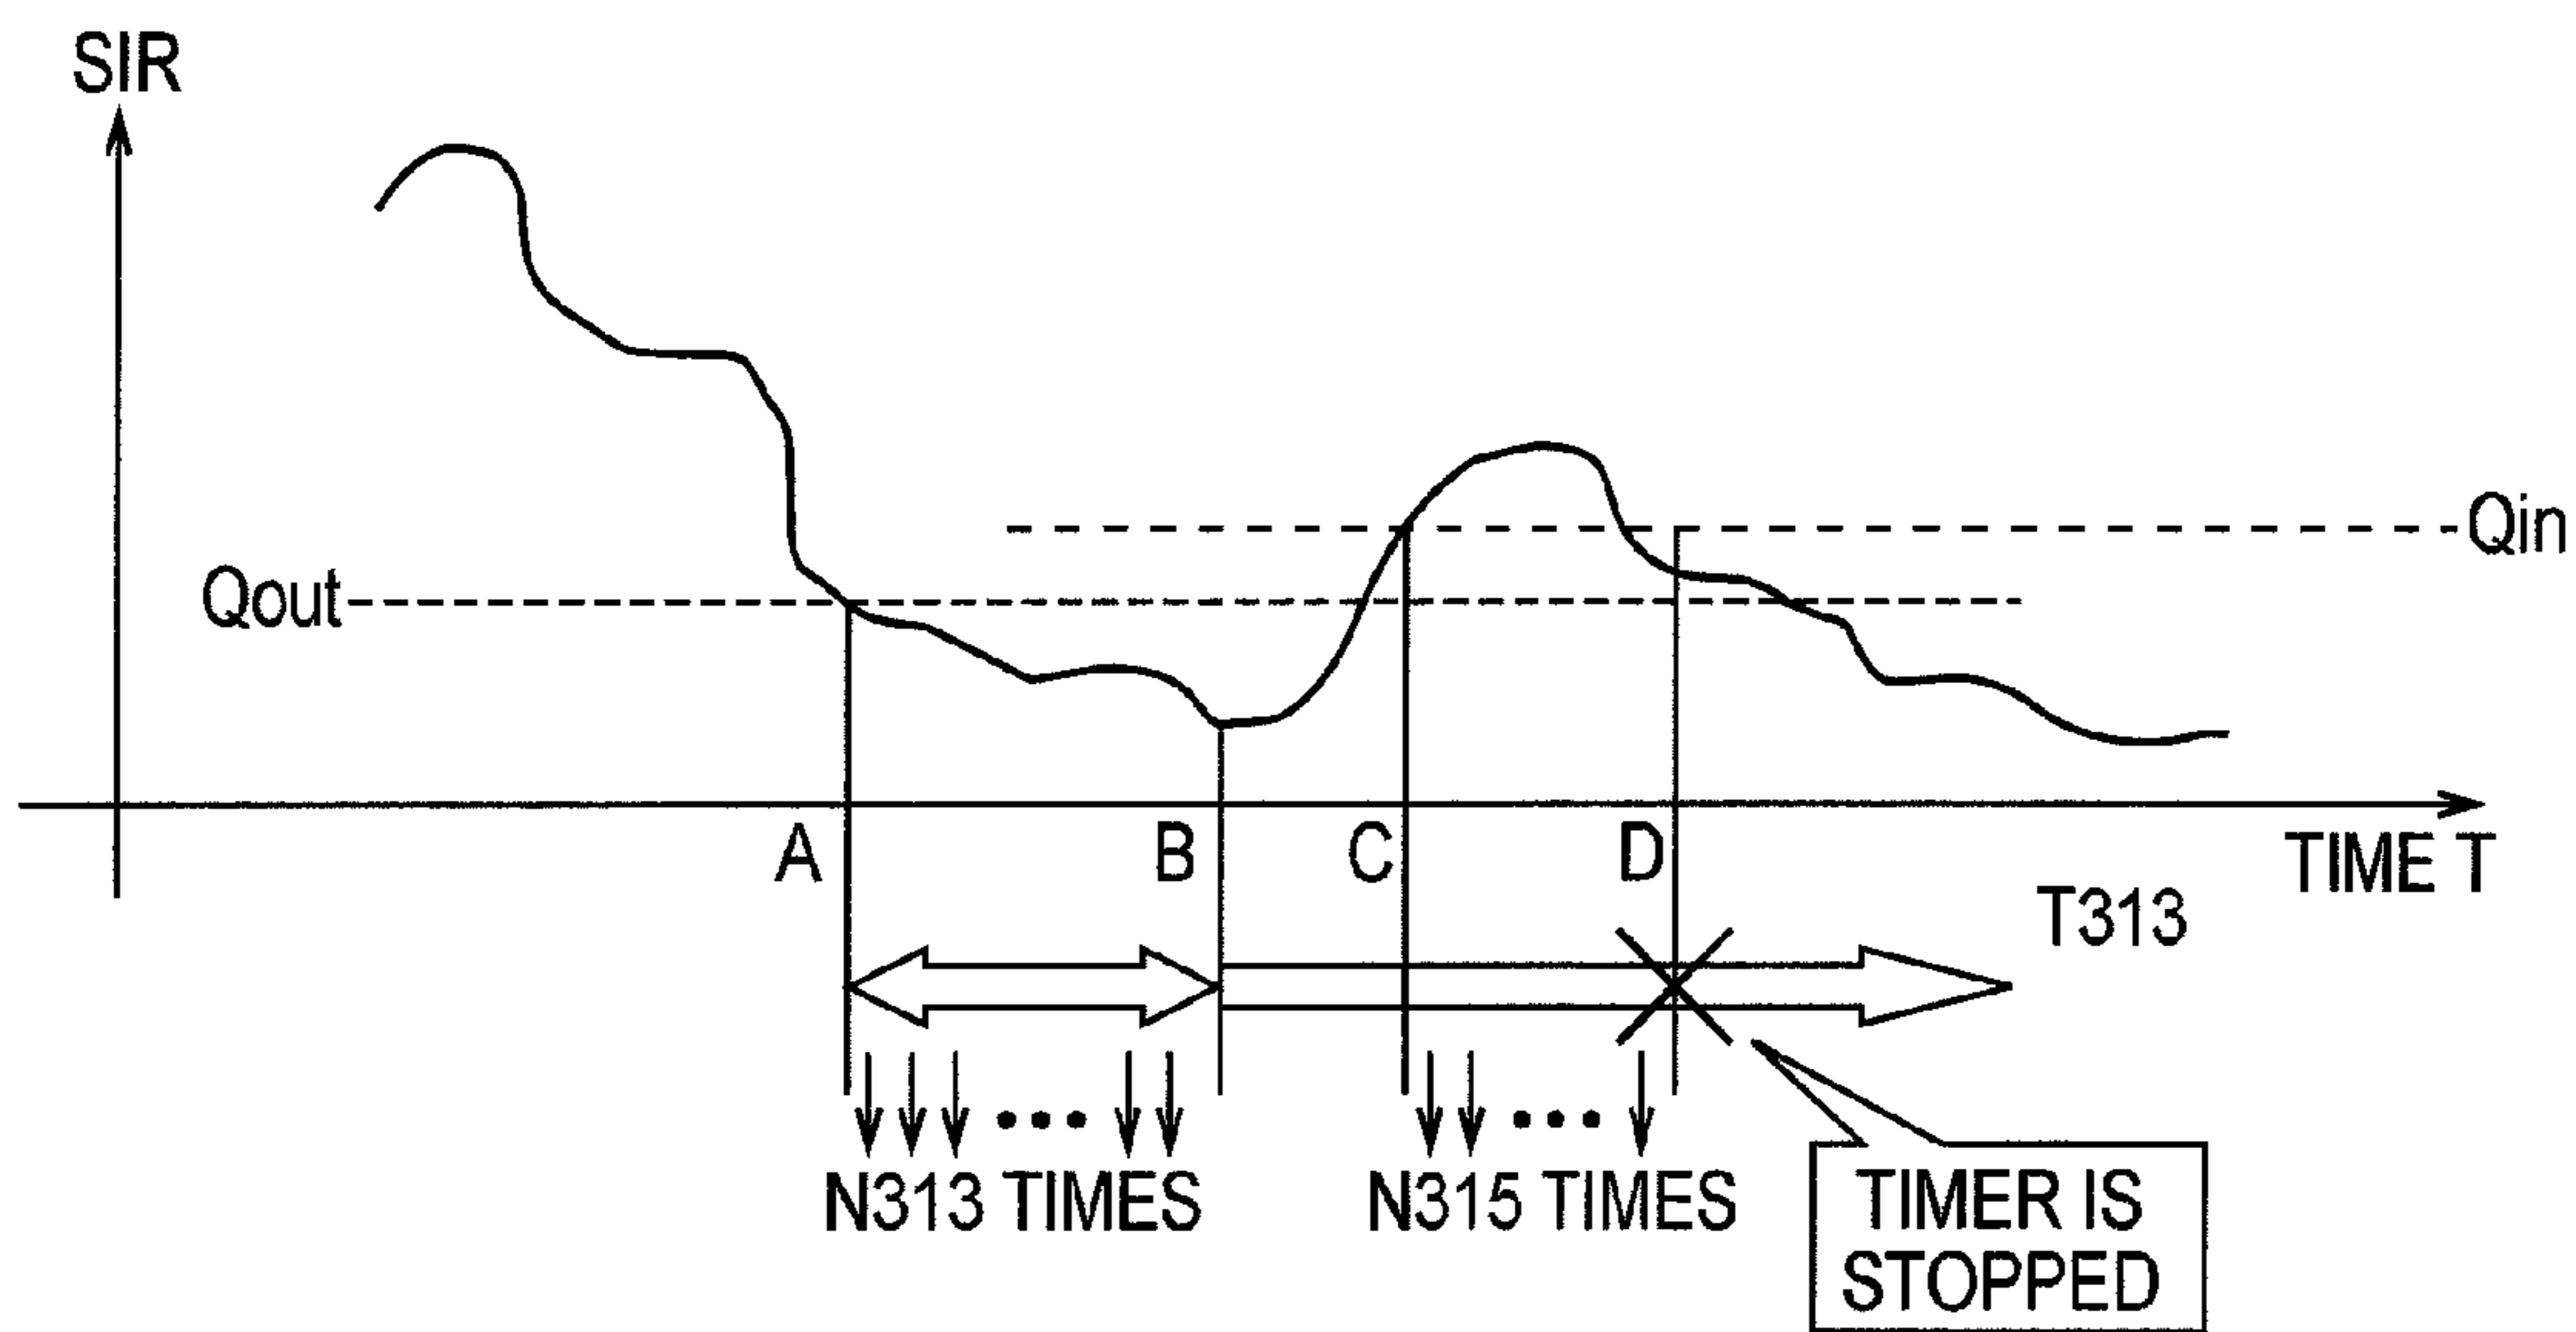 SIR
Qin
Qout
A
B
C
D
TIME T
T313
N313 TIMES
N315 TIMES
TIMER IS
STOPPED